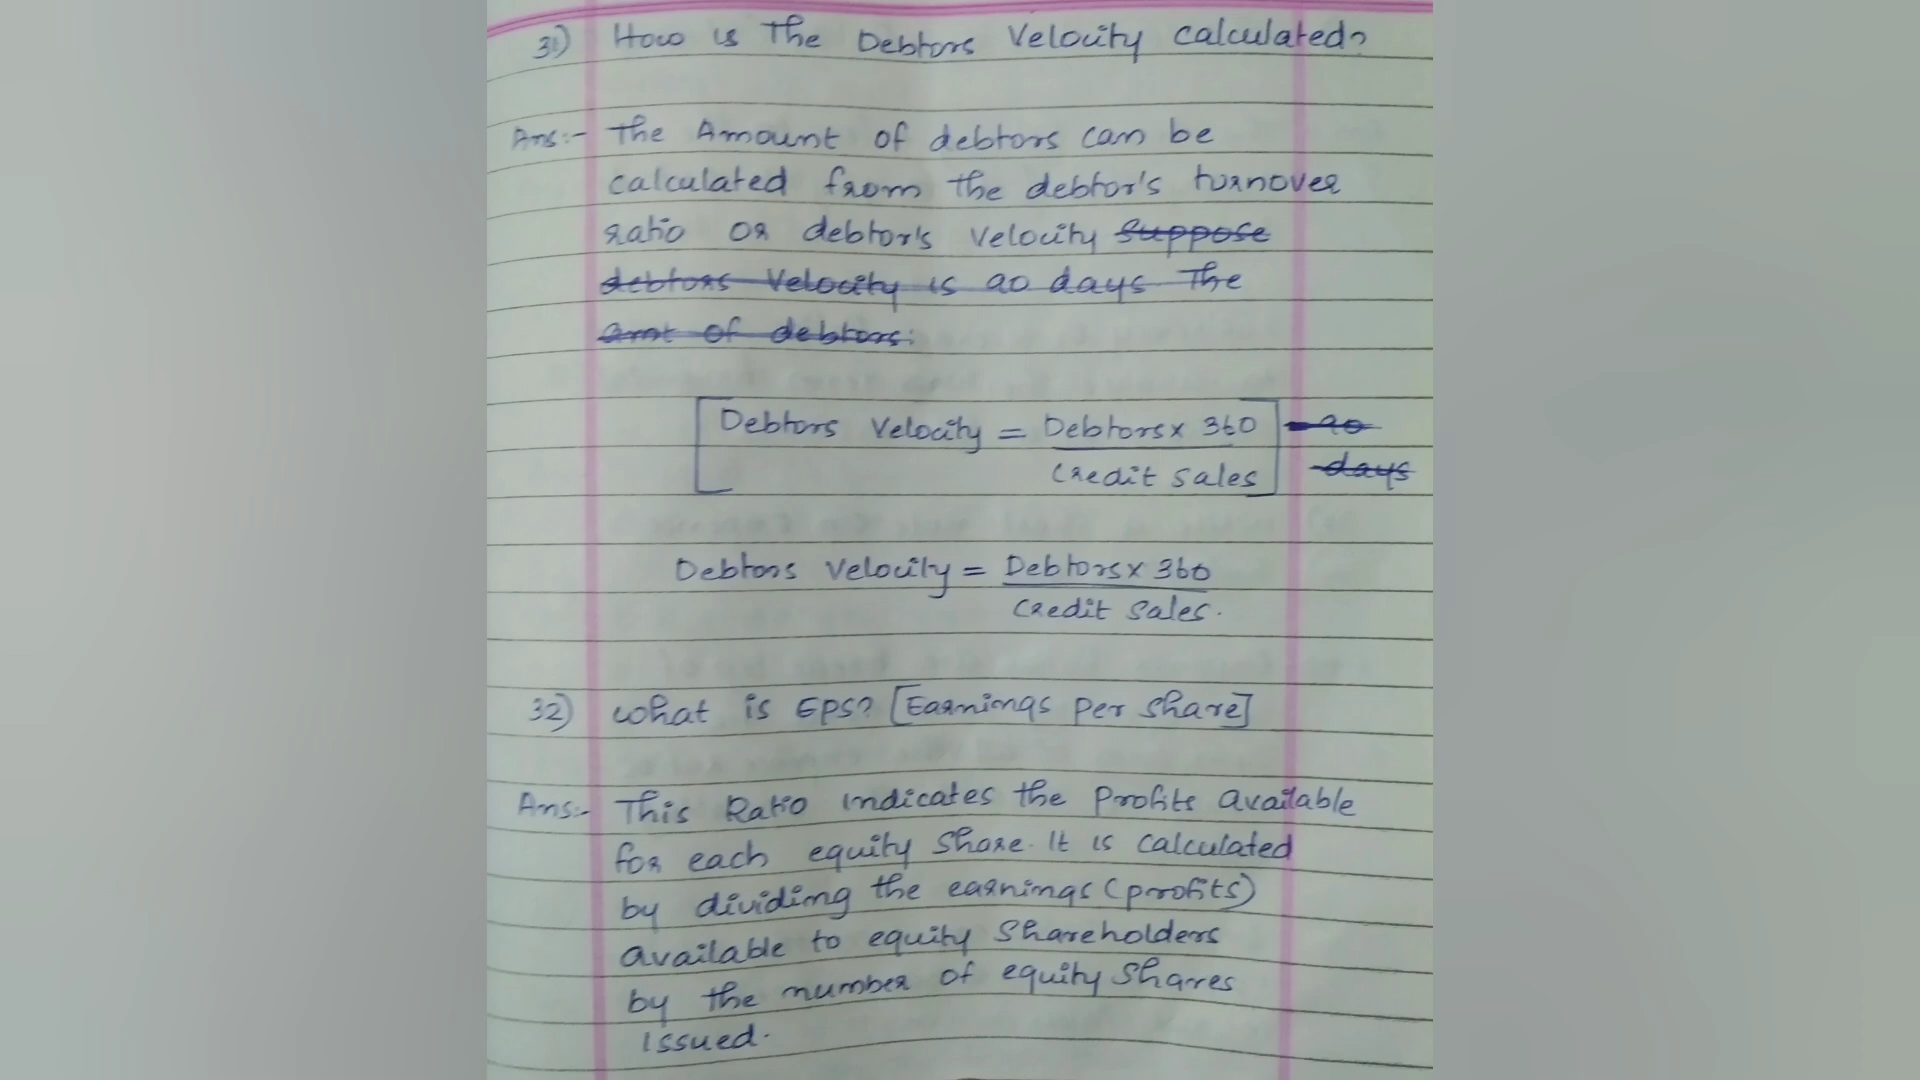 31) How is The Debtors Velocity calculated?
Ans:- The Amount of debtors can be
calculated from the debtor's turnover
ratio or debtor's velocity suppose
debtors Velocity is 90 days The
amt of debtors:
[Debtors Velocity = Debtors x 360] = 90
credit sales days
Debtors Velocity = Debtors x 360
credit sales.
32) what is EPS? [Earnings Per Share]
Ans:- This Ratio indicates the Profits available
for each equity Share. It is calculated
by dividing the earnings (profits)
available to equity Shareholders
by the number of equity Shares
issued.